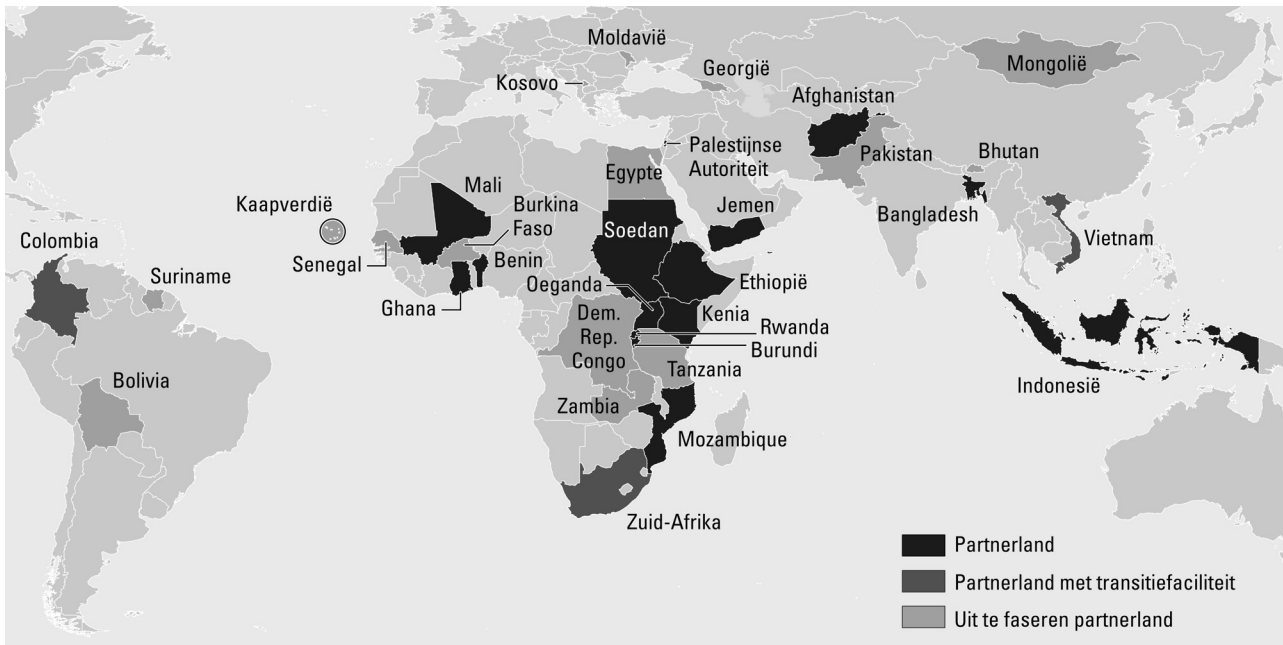 Moldavië
Kosovo
Georgië
Mongolië
Afghanistan
Palestijnse
Autoriteit
Pakistan
Bhutan
Egypte
Mali
Kaapverdië
Burkina
Faso
Jemen
Bangladesh
Colombia
Soedan
Vietnam
Senegal
Benin
Suriname
Ethiopië
Oeganda
Ghana
Dem.
Rep.
Congo
Kenia
Rwanda
Burundi
Tanzania
Indonesië
Bolivia
Zambia
Mozambique
Zuid-Afrika
Partnerland
Partnerland met transitiefaciliteit
Uit te faseren partnerland